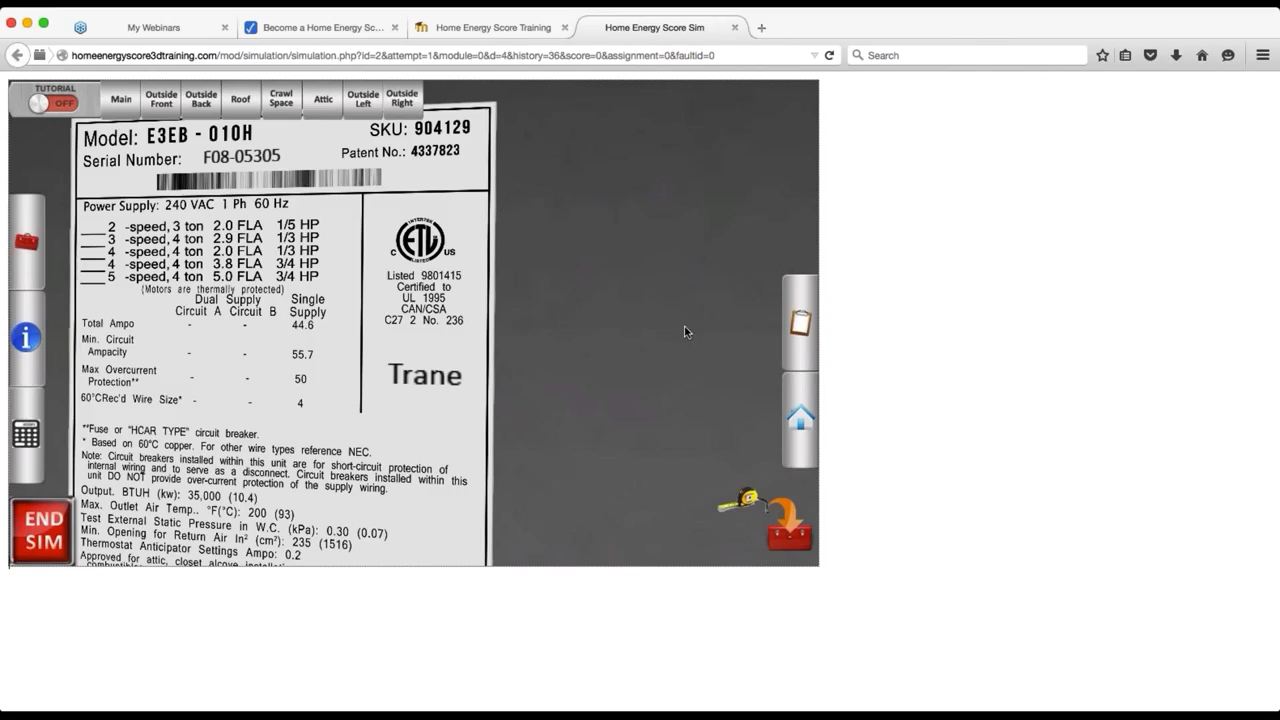 My Webinars
Become a Home Energy Sc...
Home Energy Score Training
Home Energy Score Sim
homeenergyscore3dtraining.com/mod/simulation/simulation.php?id=2&attempt=1&module=0&d=4&history=36&score=0&assignment=0&faultid=0
Search
TUTORIAL
OFF
Main
Outside Front
Outside Back
Roof
Crawl Space
Attic
Outside Left
Outside Right
Model: E3EB - 010H
SKU: 904129
Serial Number: F08-05305
Patent No.: 4337823
Power Supply: 240 VAC 1 Ph 60 Hz
2 -speed, 3 ton 2.0 FLA 1/5 HP
3 -speed, 4 ton 2.9 FLA 1/3 HP
4 -speed, 4 ton 2.0 FLA 1/3 HP
4 -speed, 4 ton 3.8 FLA 3/4 HP
5 -speed, 4 ton 5.0 FLA 3/4 HP
(Motors are thermally protected)
Dual Supply Single
Circuit A Circuit B Supply
Total Ampo - - 44.6
Min. Circuit
Ampacity - - 55.7
Max Overcurrent
Protection** - - 50
60°CRec'd Wire Size* - - 4
INTERTEK
C ETL US
LISTED
Listed 9801415
Certified to
UL 1995
CAN/CSA
C27 2 No. 236
Trane
**Fuse or "HCAR TYPE" circuit breaker.
* Based on 60°C copper. For other wire types reference NEC.
Note: Circuit breakers installed within this unit are for short-circuit protection of
internal wiring and to serve as a disconnect. Circuit breakers installed within this
unit DO NOT provide over-current protection of the supply wiring.
Output. BTUH (kw): 35,000 (10.4)
Max. Outlet Air Temp.. °F(°C): 200 (93)
Test External Static Pressure in W.C. (kPa): 0.30 (0.07)
Min. Opening for Return Air In² (cm²): 235 (1516)
Thermostat Anticipator Settings Ampo: 0.2
Approved for attic, closet alcove
END
SIM